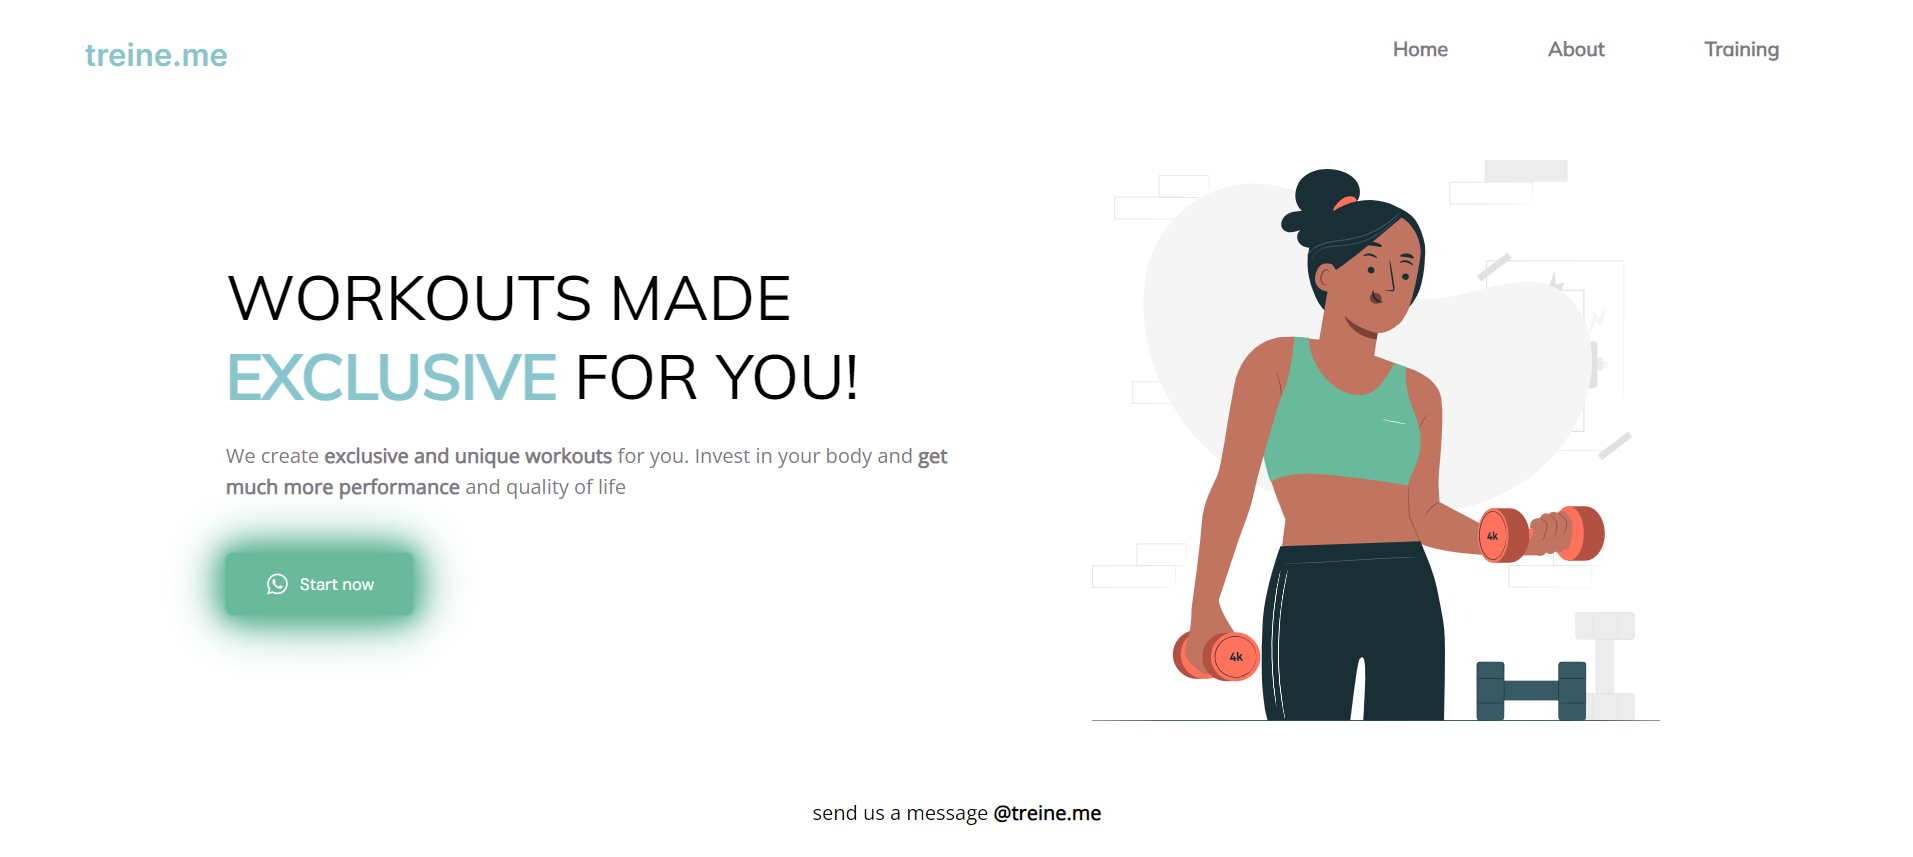 treine.me
Home About Training
WORKOUTS MADE
EXCLUSIVE FOR YOU!
We create exclusive and unique workouts for you. Invest in your body and get
much more performance and quality of life
Start now
4k
4k
send us a message @treine.me